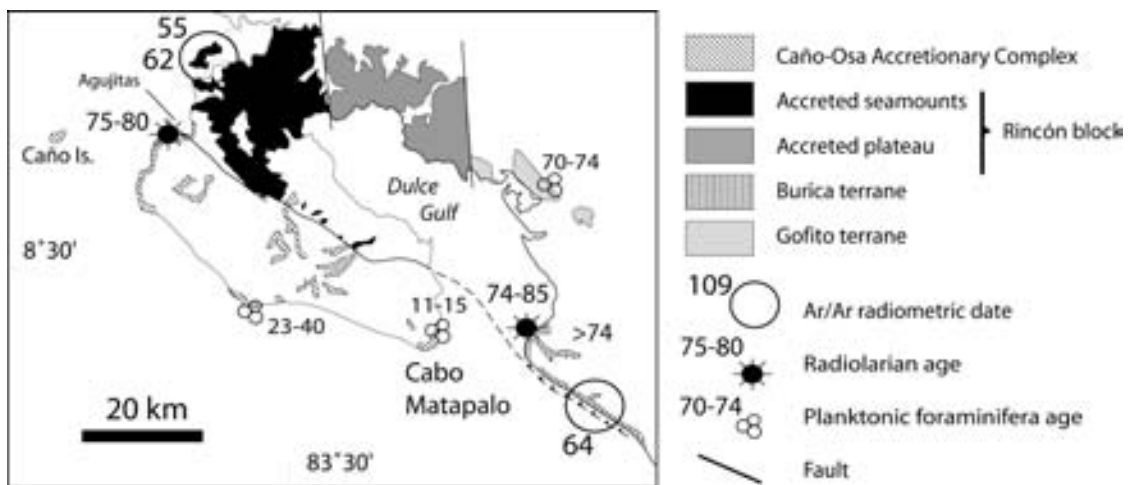 55
62
Agujitas
75-80
Caño Is.
70-74
Dulce
Gulf
8˚30'
74-85
11-15
23-40
>74
Cabo
Matapalo
20 km
64
83˚30'
Caño-Osa Accretionary Complex
Accreted seamounts
Rincón block
Accreted plateau
Burica terrane
Golfito terrane
109
Ar/Ar radiometric date
75-80
Radiolarian age
70-74
Planktonic foraminifera age
Fault